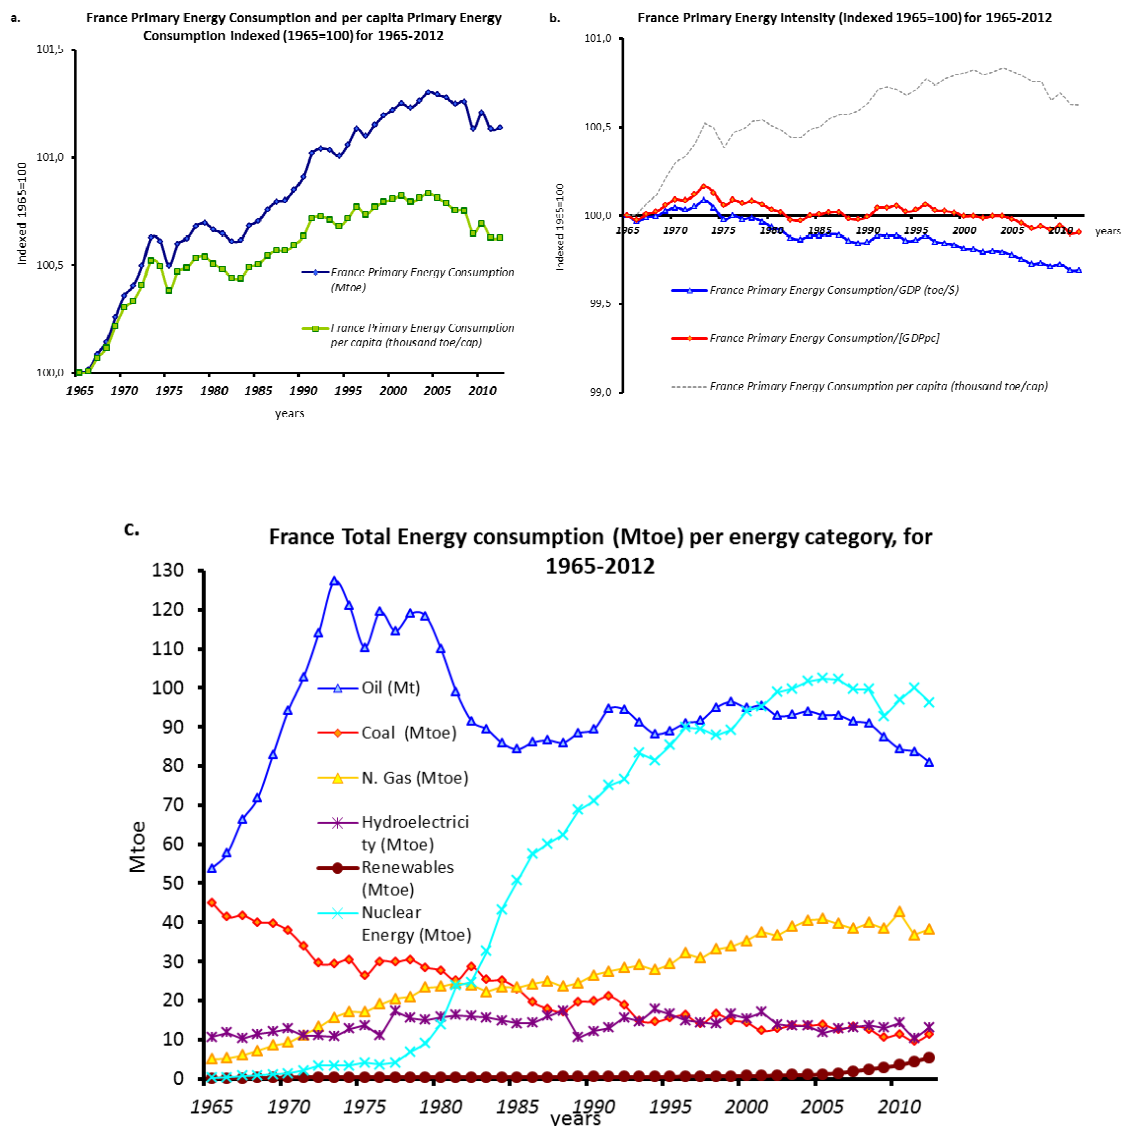 a.
France Primary Energy Consumption and per capita Primary Energy
Consumption Indexed (1965=100) for 1965-2012
101,5
101,0
100,5
100,0
Indexed 1965=100
France Primary Energy Consumption
(Mtoe)
France Primary Energy Consumption
per capita (thousand toe/cap)
1965 1970 1975 1980 1985 1990 1995 2000 2005 2010
years
b.
France Primary Energy Intensity (Indexed 1965=100) for 1965-2012
101,0
100,5
100,0
99,5
99,0
Indexed 1995=100
1965 1970 1975 1980 1985 1990 1995 2000 2005 2010
years
France Primary Energy Consumption/GDP (toe/$)
France Primary Energy Consumption/[GDPpc]
France Primary Energy Consumption per capita (thousand toe/cap)
c.
France Total Energy consumption (Mtoe) per energy category, for
1965-2012
130
120
110
100
90
80
70
60
50
40
30
20
10
0
Mtoe
Oil (Mt)
Coal (Mtoe)
N. Gas (Mtoe)
Hydroelectrici
ty (Mtoe)
Renewables
(Mtoe)
Nuclear
Energy (Mtoe)
1965 1970 1975 1980 1985 1990 1995 2000 2005 2010
years